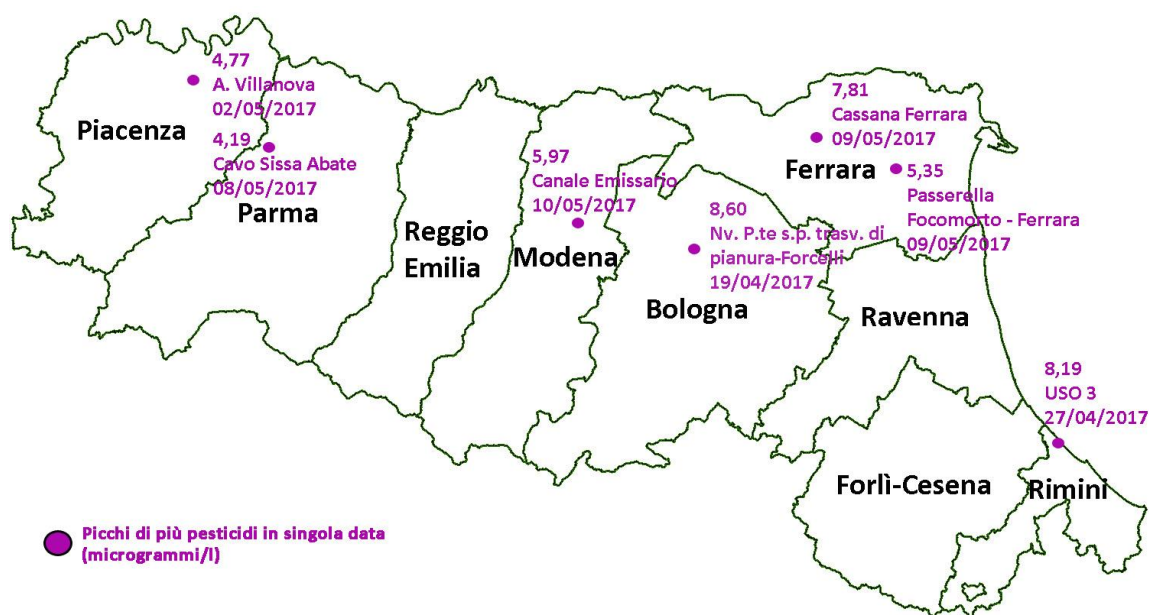 4,77
A. Villanova
02/05/2017
Piacenza
4,19
Cavo Sissa Abate
08/05/2017
Parma
Reggio
Emilia
5,97
Canale Emissario
10/05/2017
Modena
8,60
Nv. P.te s.p. trasv. di
pianura-Forcelli
19/04/2017
Bologna
7,81
Cassana Ferrara
09/05/2017
Ferrara
5,35
Passerella
Focomorto - Ferrara
09/05/2017
Ravenna
8,19
USO 3
27/04/2017
Forlì-Cesena
Rimini
Picchi di più pesticidi in singola data
(microgrammi/l)